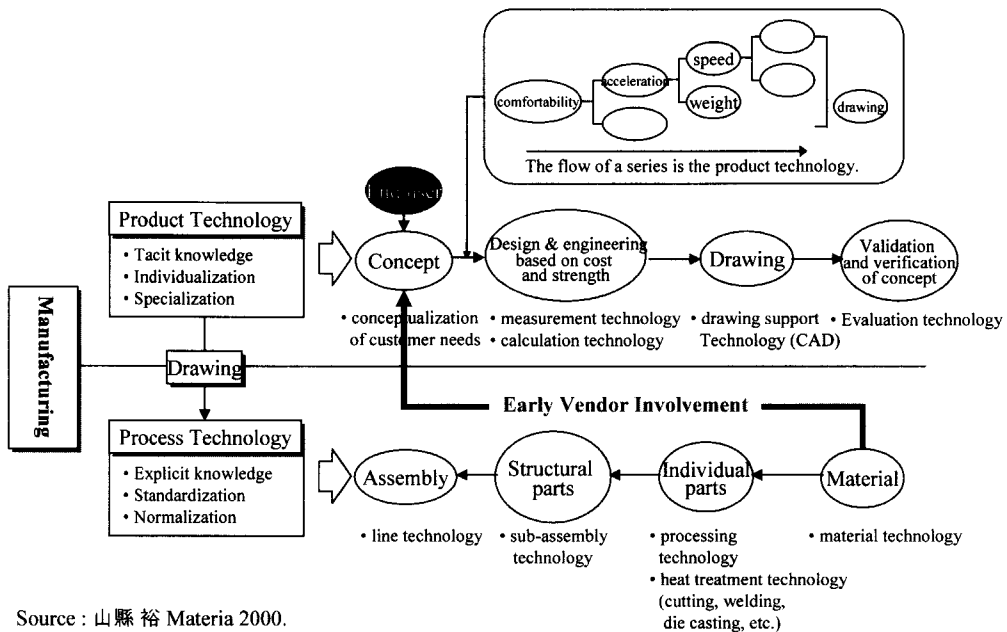 speed
acceleration
comfortability
weight
drawing
The flow of a series is the product technology.
Product Technology
• Tacit knowledge
• Individualization
• Specialization
Concept
Design & engineering
based on cost
and strength
Drawing
Validation
and verification
of concept
• conceptualization
of customer needs
• measurement technology
• calculation technology
• drawing support
Technology (CAD)
• Evaluation technology
Manufacturing
Drawing
Early Vendor Involvement
Process Technology
• Explicit knowledge
• Standardization
• Normalization
Assembly
Structural
parts
Individual
parts
Material
• line technology
• sub-assembly
technology
• processing
technology
• heat treatment technology
(cutting, welding,
die casting, etc.)
• material technology
Source : 山縣 裕 Materia 2000.